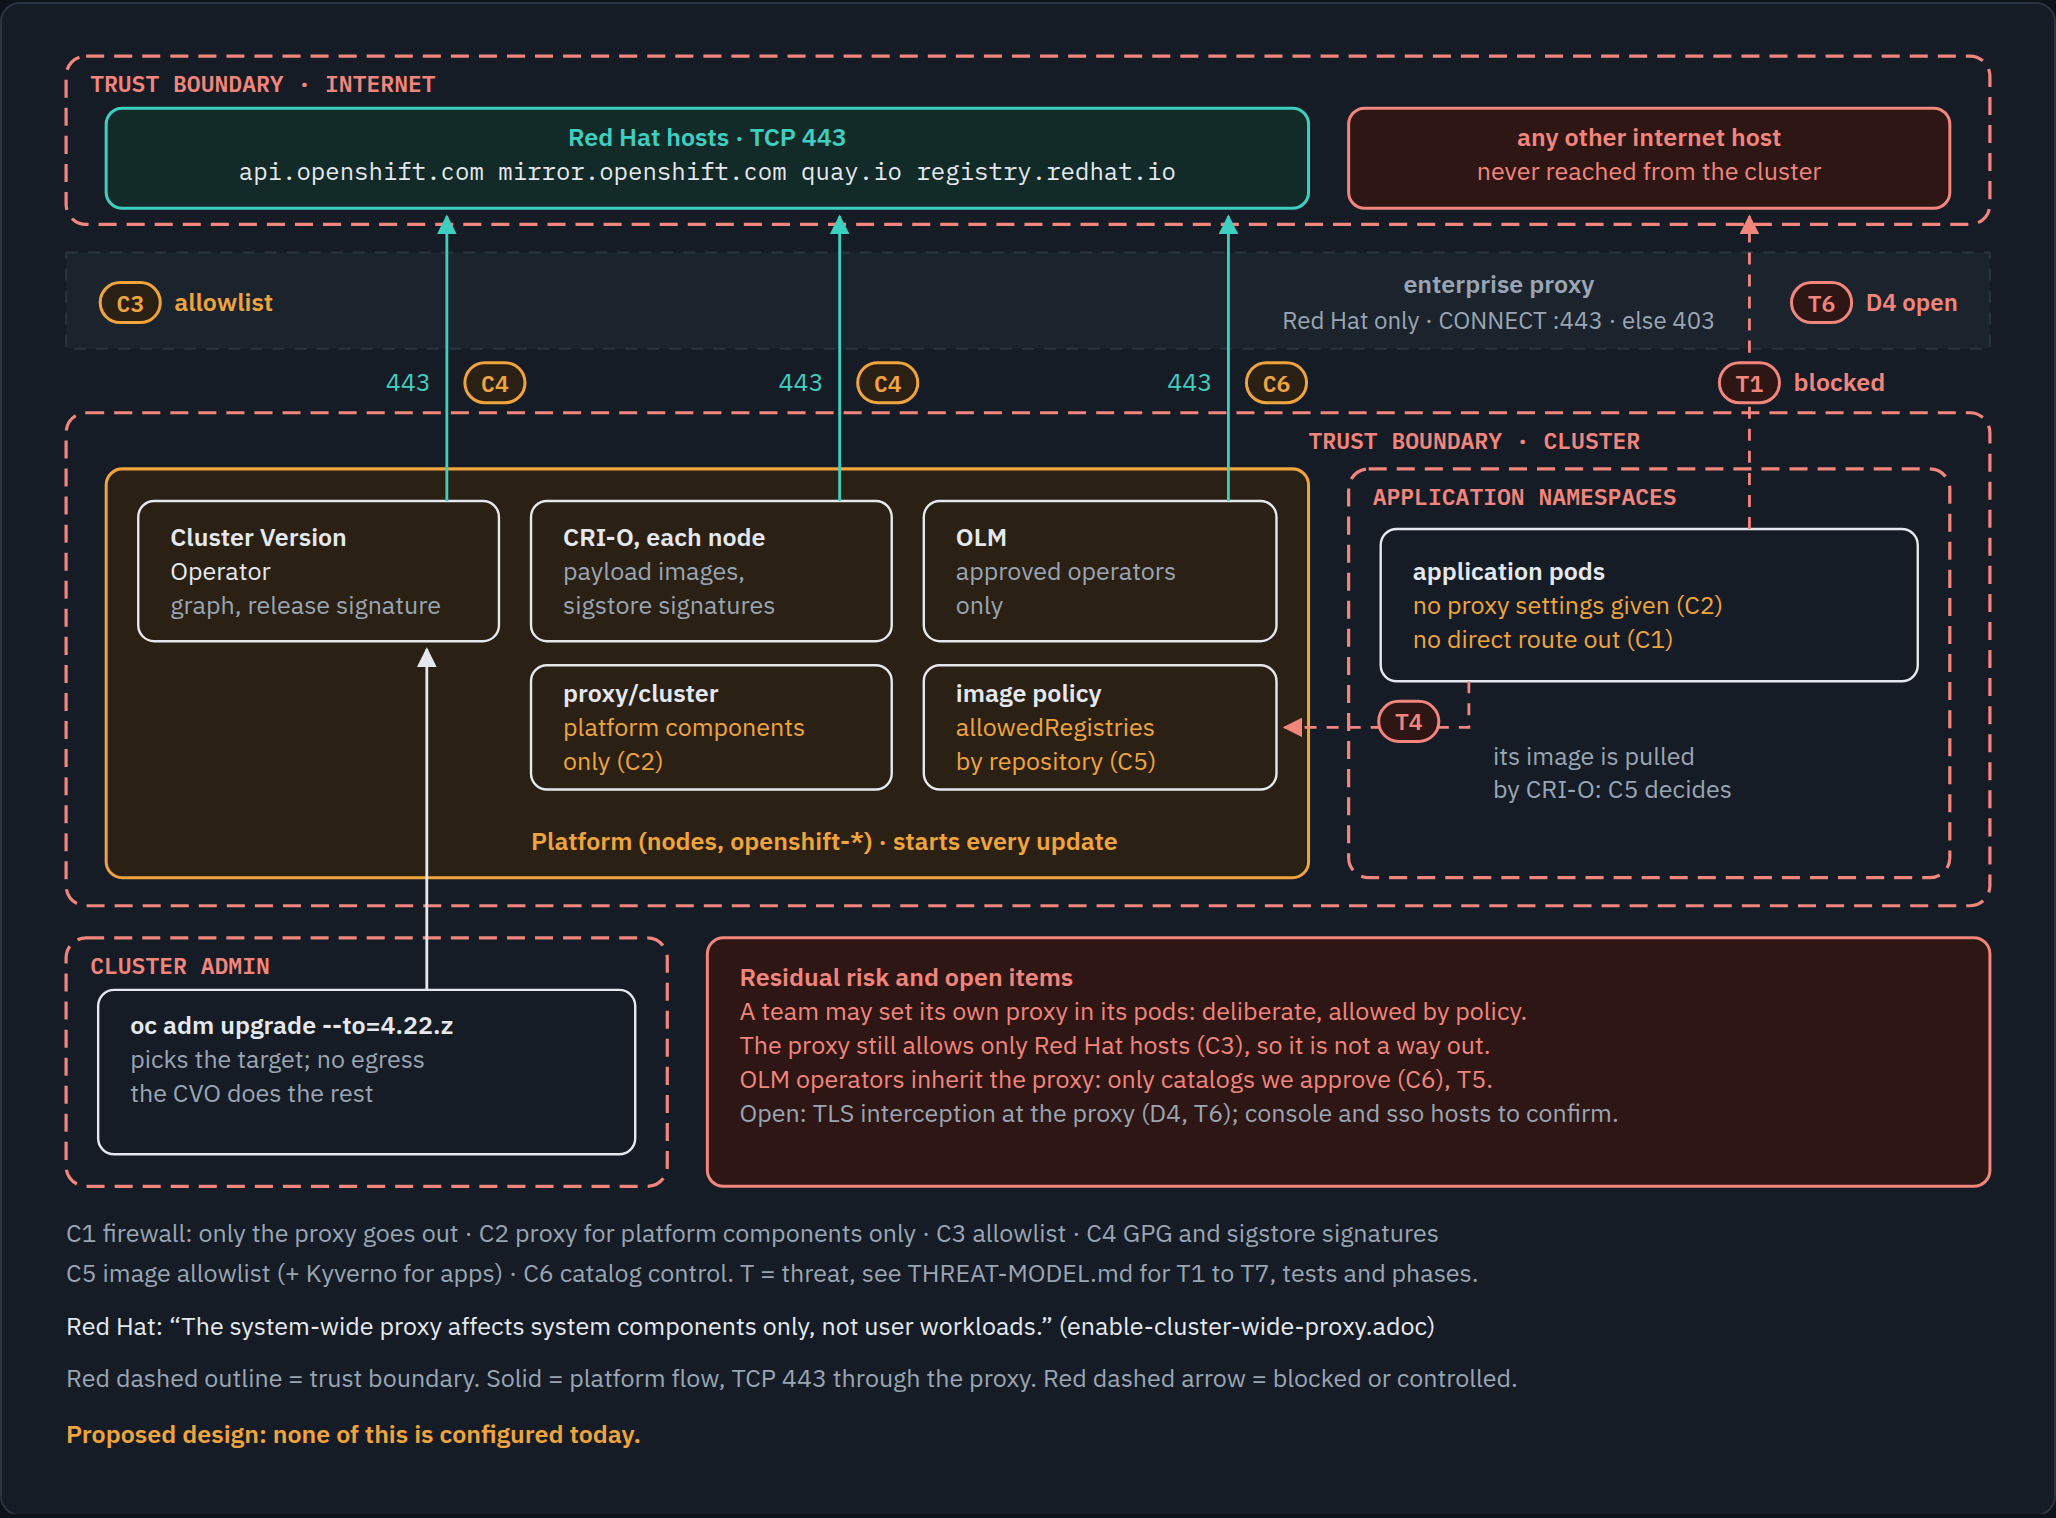 TRUST BOUNDARY · INTERNET
Red Hat hosts · TCP 443
api.openshift.com mirror.openshift.com quay.io registry.redhat.io
any other internet host
never reached from the cluster
C3 allowlist
enterprise proxy
Red Hat only · CONNECT :443 · else 403
T6 D4 open
443 C4
443 C4
443 C6
T1 blocked
TRUST BOUNDARY · CLUSTER
Cluster Version
Operator
graph, release signature
CRI-O, each node
payload images,
sigstore signatures
OLM
approved operators
only
APPLICATION NAMESPACES
application pods
no proxy settings given (C2)
no direct route out (C1)
proxy/cluster
platform components
only (C2)
image policy
allowedRegistries
by repository (C5)
T4
its image is pulled
by CRI-O: C5 decides
Platform (nodes, openshift-*) · starts every update
CLUSTER ADMIN
oc adm upgrade --to=4.22.z
picks the target; no egress
the CVO does the rest
Residual risk and open items
A team may set its own proxy in its pods: deliberate, allowed by policy.
The proxy still allows only Red Hat hosts (C3), so it is not a way out.
OLM operators inherit the proxy: only catalogs we approve (C6), T5.
Open: TLS interception at the proxy (D4, T6); console and sso hosts to confirm.
C1 firewall: only the proxy goes out · C2 proxy for platform components only · C3 allowlist · C4 GPG and sigstore signatures
C5 image allowlist (+ Kyverno for apps) · C6 catalog control. T = threat, see THREAT-MODEL.md for T1 to T7, tests and phases.
Red Hat: “The system-wide proxy affects system components only, not user workloads.” (enable-cluster-wide-proxy.adoc)
Red dashed outline = trust boundary. Solid = platform flow, TCP 443 through the proxy. Red dashed arrow = blocked or controlled.
Proposed design: none of this is configured today.